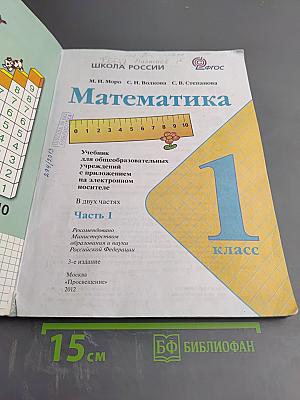 ШКОЛА РОССИИ
ФГОС
М. И. Моро С. И. Волкова С. В. Степанова
Математика
0 1 2 3 4 5 6 7 8 9 10
Учебник
для общеобразовательных
учреждений
с приложением
на электронном
носителе
В двух частях
Часть 1
Рекомендовано
Министерством
образования и науки
Российской Федерации
3-е издание
Москва
«Просвещение»
2012
1
класс
10
15 см
БФ БИБЛИОФАН